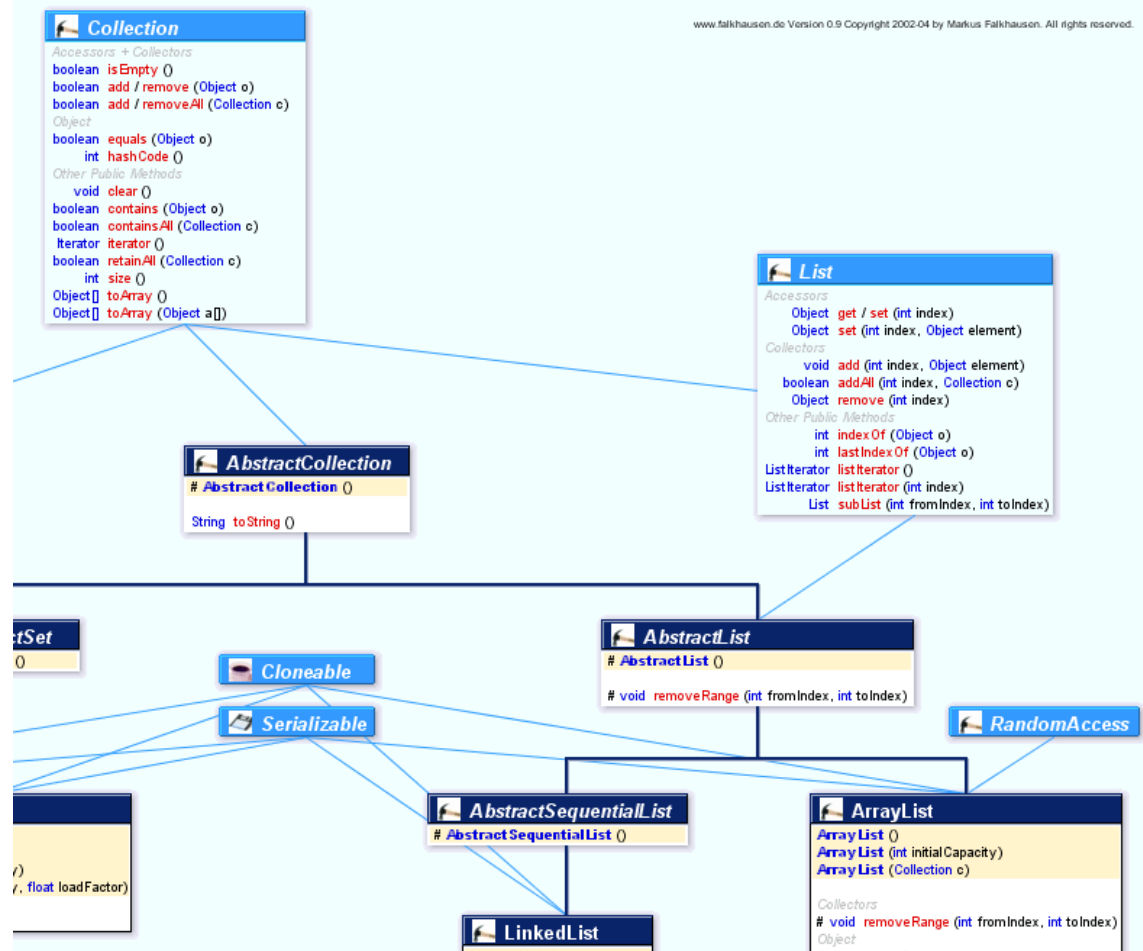 www.falkhausen.de Version 0.9 Copyright 2002-04 by Markus Falkhausen. All rights reserved.
Collection
Accessors + Collectors
boolean isEmpty ()
boolean add / remove (Object o)
boolean add / removeAll (Collection c)
Object
boolean equals (Object o)
int hashCode ()
Other Public Methods
void clear ()
boolean contains (Object o)
boolean containsAll (Collection c)
Iterator iterator ()
boolean retainAll (Collection c)
int size ()
Object[] toArray ()
Object[] toArray (Object a[])
List
Accessors
Object get / set (int index)
Object set (int index, Object element)
Collectors
void add (int index, Object element)
boolean addAll (int index, Collection c)
Object remove (int index)
Other Public Methods
int indexOf (Object o)
int lastIndexOf (Object o)
ListIterator listIterator ()
ListIterator listIterator (int index)
List subList (int fromIndex, int toIndex)
AbstractCollection
# AbstractCollection ()
String toString ()
ctSet
()
AbstractList
# AbstractList ()
# void removeRange (int fromIndex, int toIndex)
Cloneable
Serializable
RandomAccess
y)
y, float loadFactor)
AbstractSequentialList
# AbstractSequentialList ()
LinkedList
ArrayList
ArrayList ()
ArrayList (int initialCapacity)
ArrayList (Collection c)
Collectors
# void removeRange (int fromIndex, int toIndex)
Object